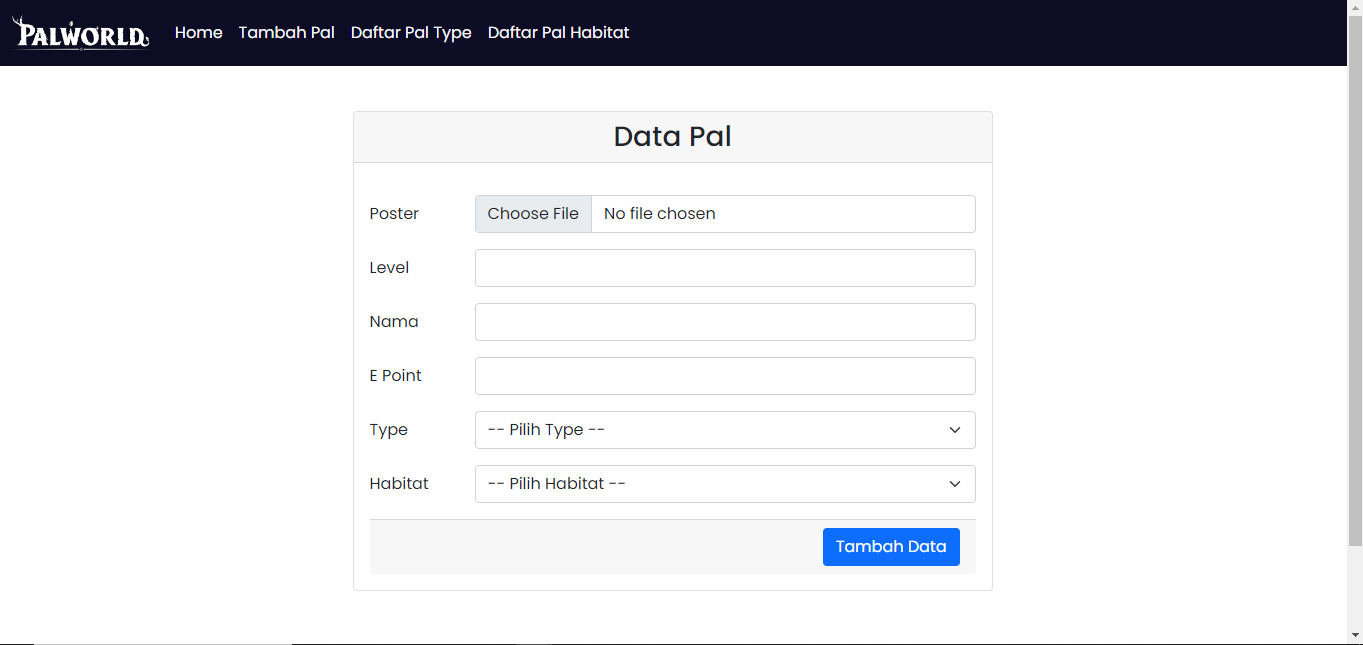 PALWORLD Home Tambah Pal Daftar Pal Type Daftar Pal Habitat
Data Pal
Poster Choose File No file chosen
Level
Nama
E Point
Type -- Pilih Type --
Habitat -- Pilih Habitat --
Tambah Data